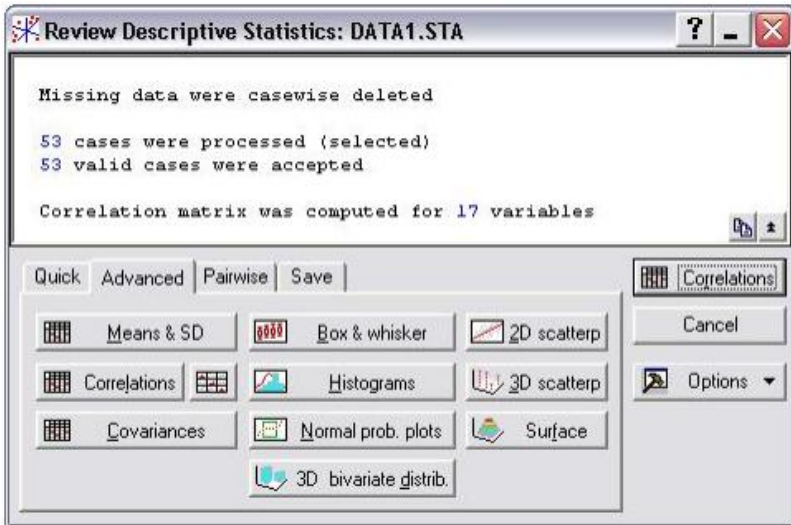 Review Descriptive Statistics: DATA1.STA
?
Missing data were casewise deleted
53 cases were processed (selected)
53 valid cases were accepted
Correlation matrix was computed for 17 variables
Quick Advanced Pairwise Save
Correlations
Means & SD Box & whisker 2D scatterp
Cancel
Correlations Histograms 3D scatterp
Options
Covariances Normal prob. plots Surface
3D bivariate distrib.